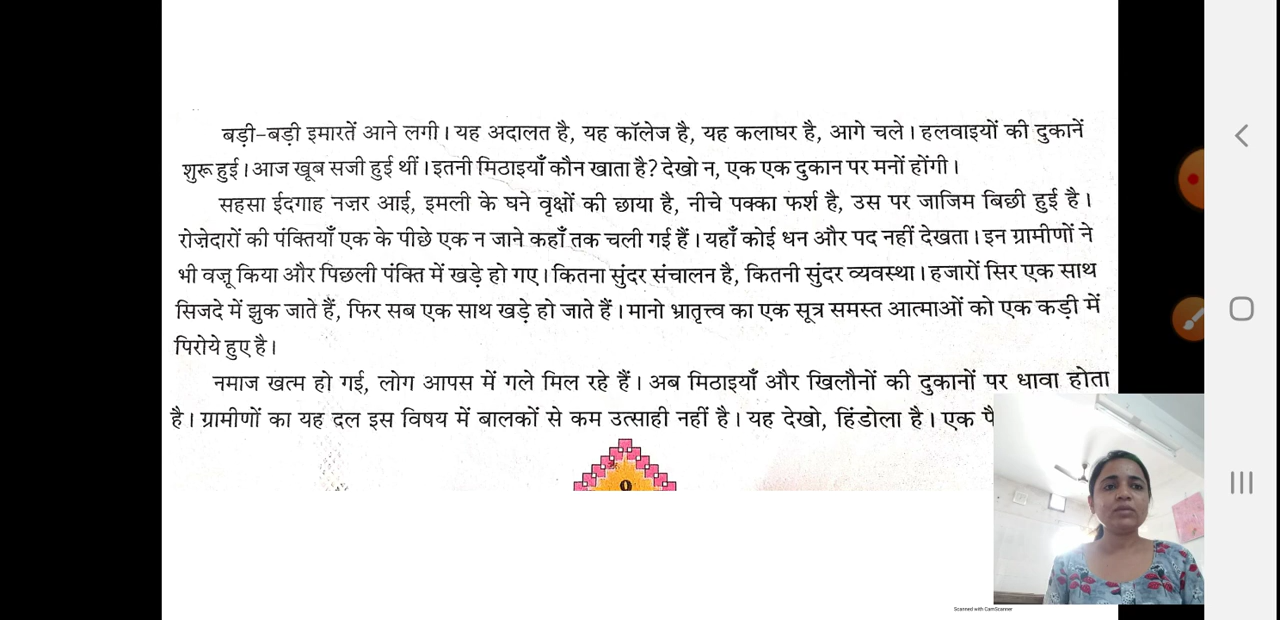 बड़ी-बड़ी इमारतें आने लगी। यह अदालत है, यह कॉलेज है, यह कलाघर है, आगे चले। हलवाइयों की दुकानें
शुरू हुई। आज खूब सजी हुई थीं। इतनी मिठाइयाँ कौन खाता है? देखो न, एक एक दुकान पर मनों होंगी।
सहसा ईदगाह नज़र आई, इमली के घने वृक्षों की छाया है, नीचे पक्का फर्श है, उस पर जाजिम बिछी हुई है।
रोजेदारों की पंक्तियाँ एक के पीछे एक न जाने कहाँ तक चली गई हैं। यहाँ कोई धन और पद नहीं देखता। इन ग्रामीणों ने
भी वजू किया और पिछली पंक्ति में खड़े हो गए। कितना सुंदर संचालन है, कितनी सुंदर व्यवस्था। हजारों सिर एक साथ
सिजदे में झुक जाते हैं, फिर सब एक साथ खड़े हो जाते हैं। मानो भ्रातृत्त्व का एक सूत्र समस्त आत्माओं को एक कड़ी में
पिरोये हुए है।
नमाज खत्म हो गई, लोग आपस में गले मिल रहे हैं। अब मिठाइयाँ और खिलौनों की दुकानों पर धावा होता
है। ग्रामीणों का यह दल इस विषय में बालकों से कम उत्साही नहीं है। यह देखो, हिंडोला है। एक
Scanned with CamScanner